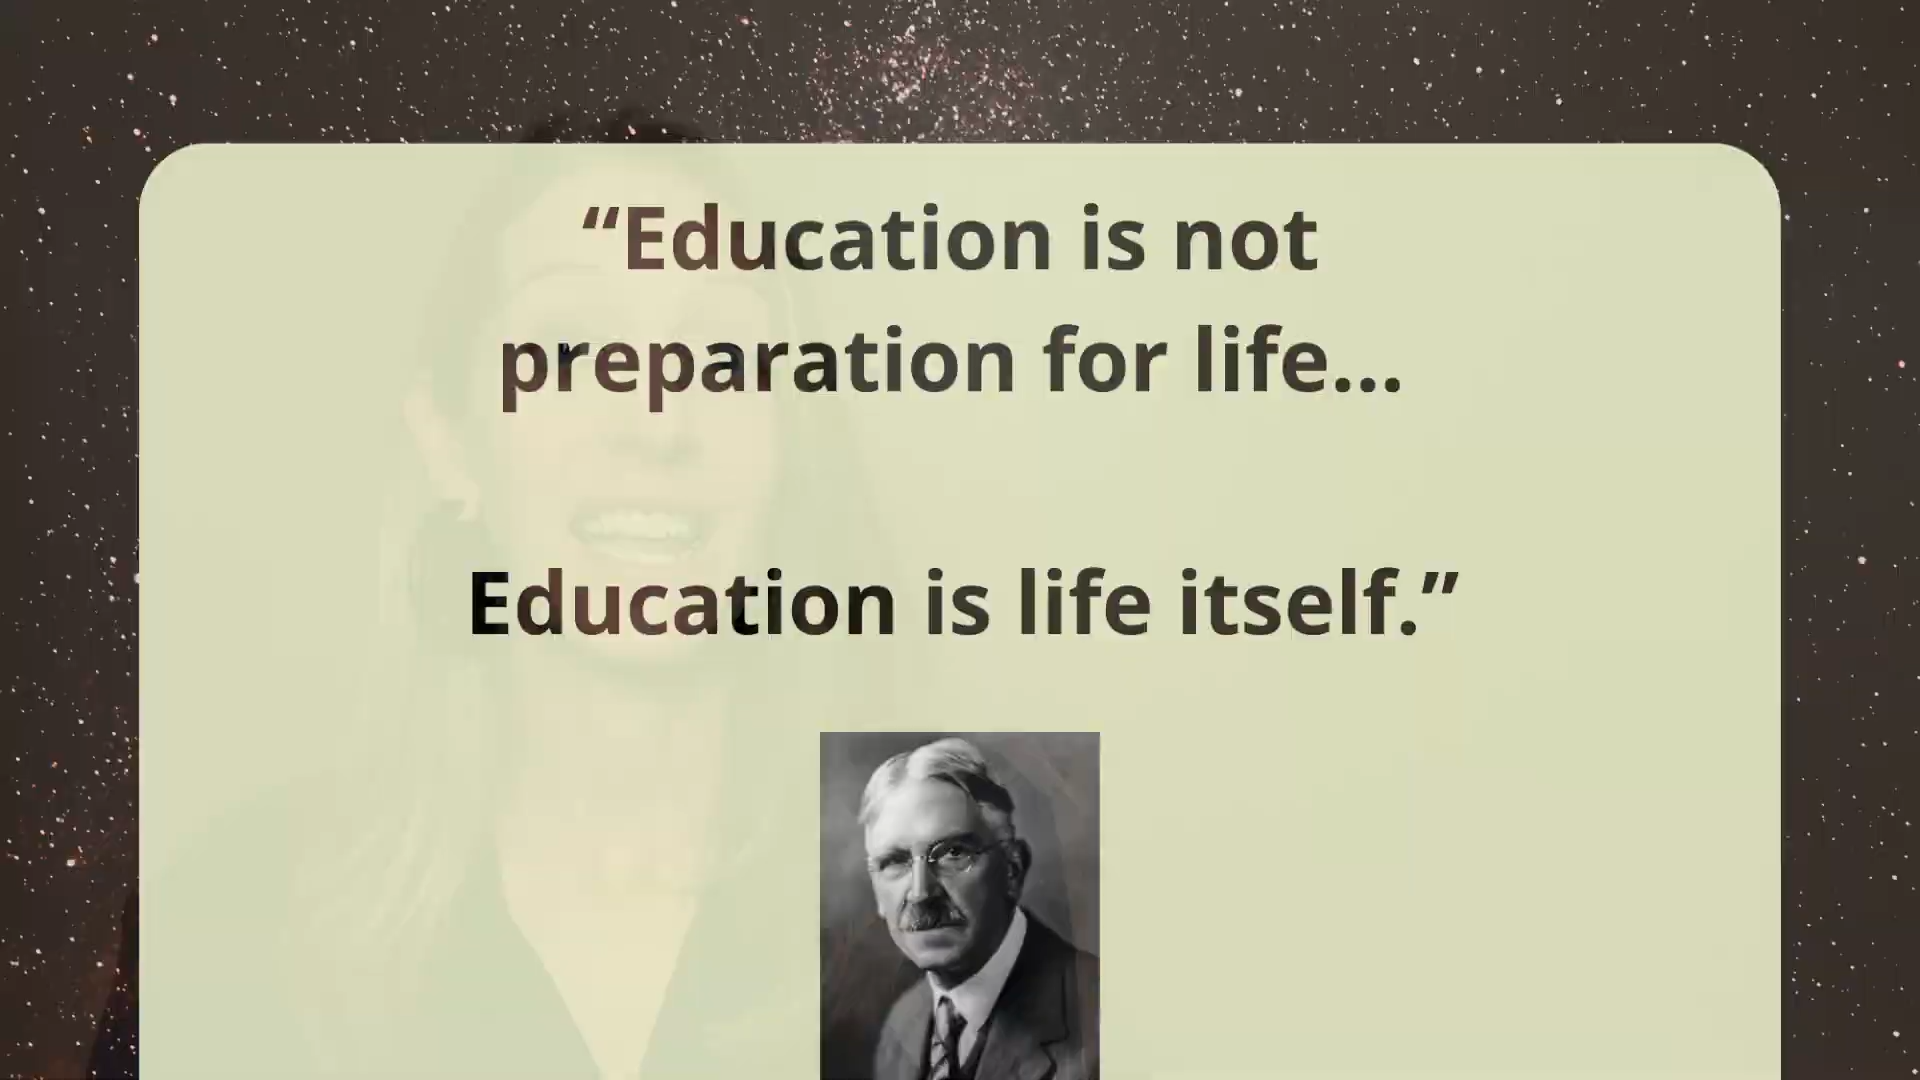 “Education is not
preparation for life...
Education is life itself.”